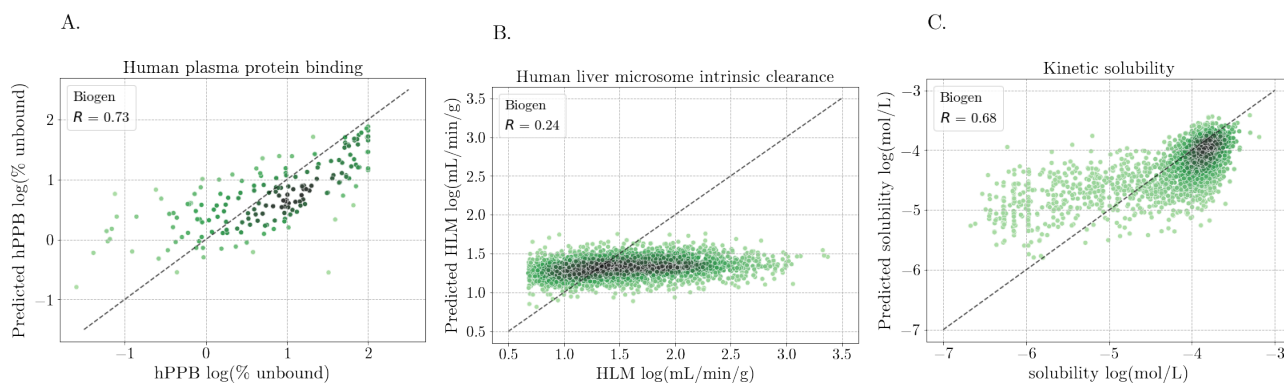 A.
Human plasma protein binding
Biogen
R = 0.73
Predicted hPPB log(% unbound)
2
1
0
−1
−1
0
1
2
hPPB log(% unbound)
B.
Human liver microsome intrinsic clearance
Biogen
R = 0.24
Predicted HLM log(mL/min/g)
3.5
3.0
2.5
2.0
1.5
1.0
0.5
0.5
1.0
1.5
2.0
2.5
3.0
3.5
HLM log(mL/min/g)
C.
Kinetic solubility
Biogen
R = 0.68
Predicted solubility log(mol/L)
−3
−4
−5
−6
−7
−7
−6
−5
−4
−3
solubility log(mol/L)